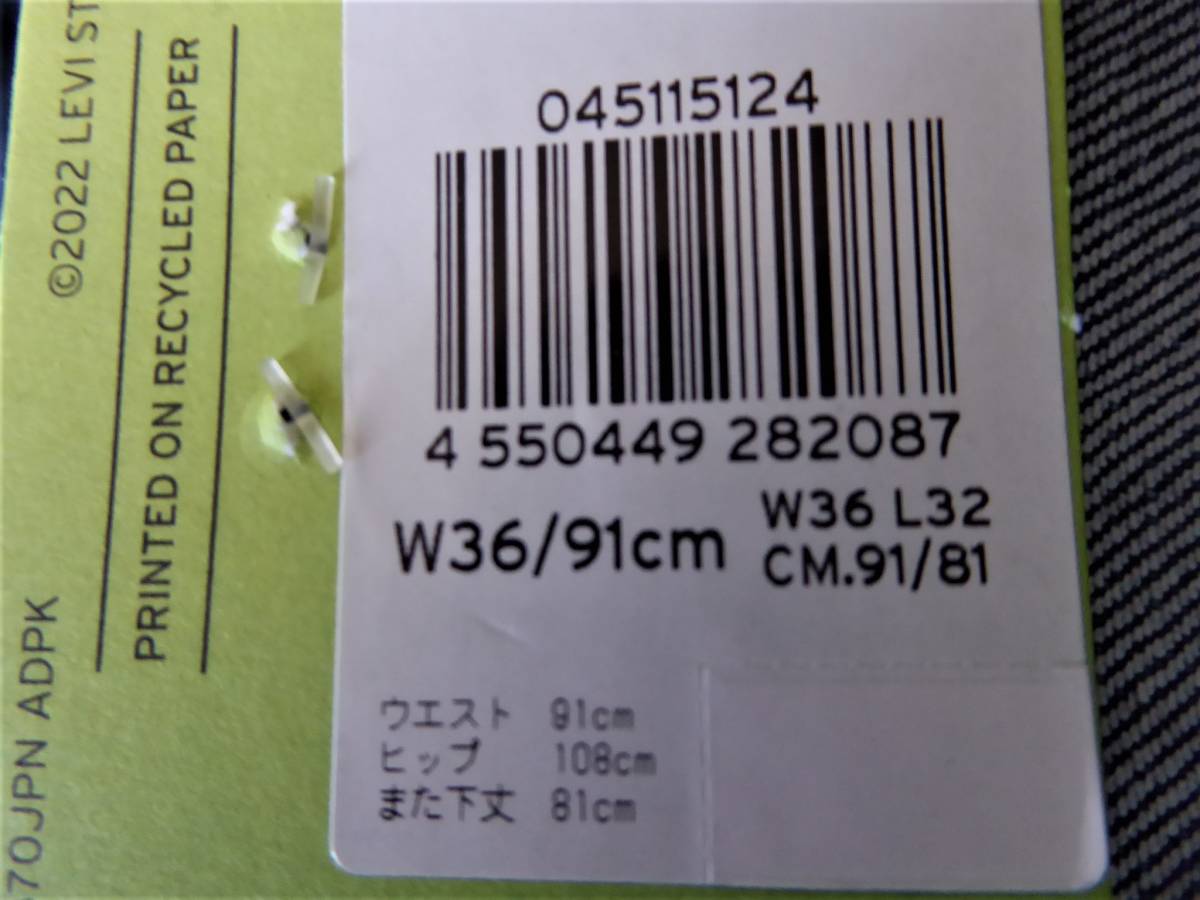 ©2022 LEVI ST
PRINTED ON RECYCLED PAPER
70JPN ADPK
045115124
4 550449 282087
W36/91cm
W36 L32
CM.91/81
ウエスト 91cm
ヒップ 108cm
また下丈 81cm